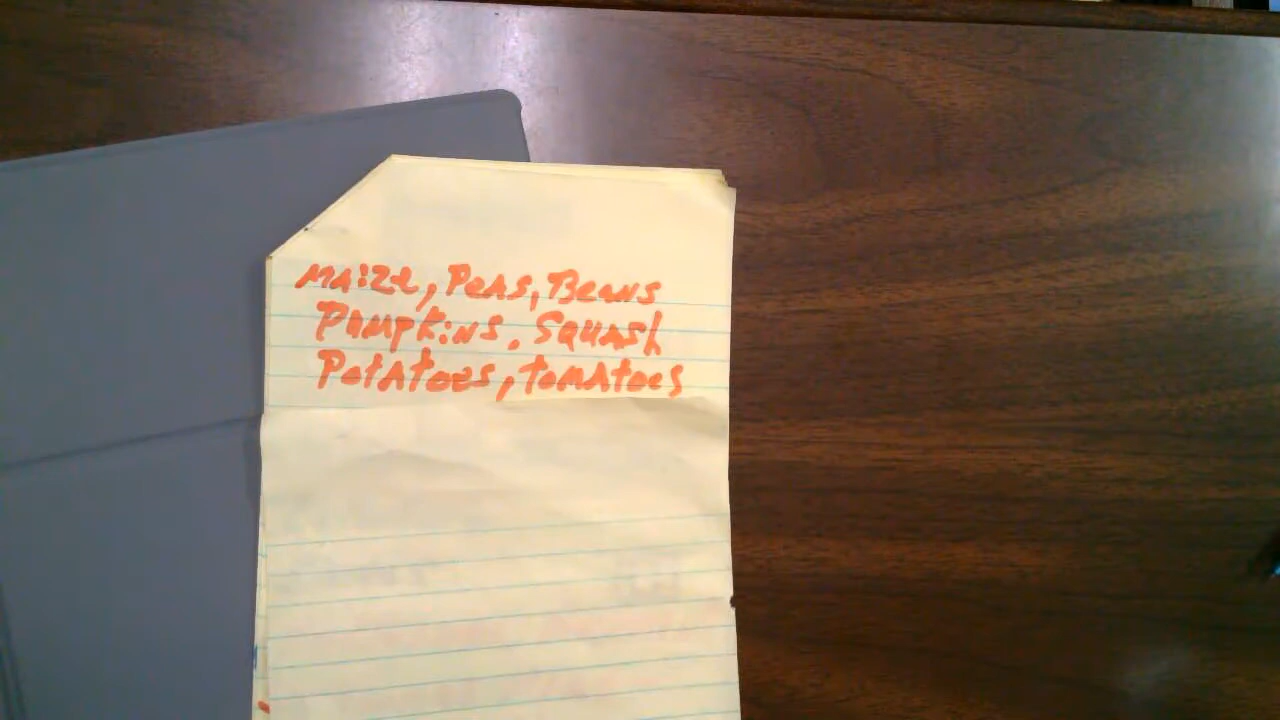 Maize, Peas, Beans
Pumpkins, Squash
Potatoes, tomatoes